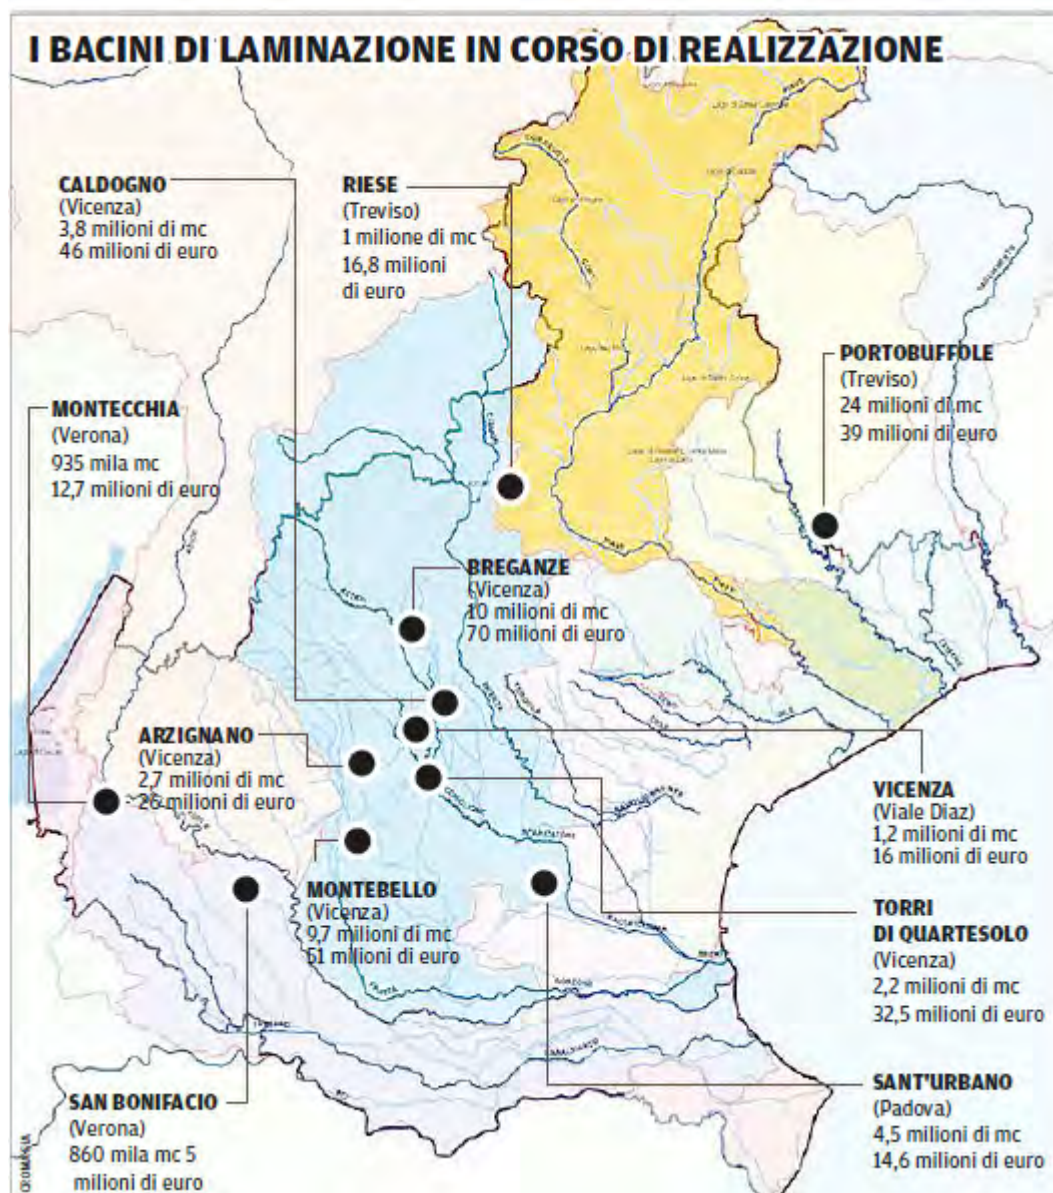 I BACINI DI LAMINAZIONE IN CORSO DI REALIZZAZIONE
CALDOGNO
(Vicenza)
3,8 milioni di mc
46 milioni di euro
RIESE
(Treviso)
1 milione di mc
16,8 milioni
di euro
PORTOBUFFOLE
(Treviso)
24 milioni di mc
39 milioni di euro
MONTECCHIA
(Verona)
935 mila mc
12,7 milioni di euro
BREGANZE
(Vicenza)
10 milioni di mc
70 milioni di euro
ARZIGNANO
(Vicenza)
2,7 milioni di mc
26 milioni di euro
VICENZA
(Viale Diaz)
1,2 milioni di mc
16 milioni di euro
MONTEBELLO
(Vicenza)
9,7 milioni di mc
51 milioni di euro
TORRI
DI QUARTESOLO
(Vicenza)
2,2 milioni di mc
32,5 milioni di euro
SANT'URBANO
(Padova)
4,5 milioni di mc
14,6 milioni di euro
SAN BONIFACIO
(Verona)
860 mila mc 5
milioni di euro
PIAVE
TAGLIAMENTO
PIAVE
PIAVE
BRENTA